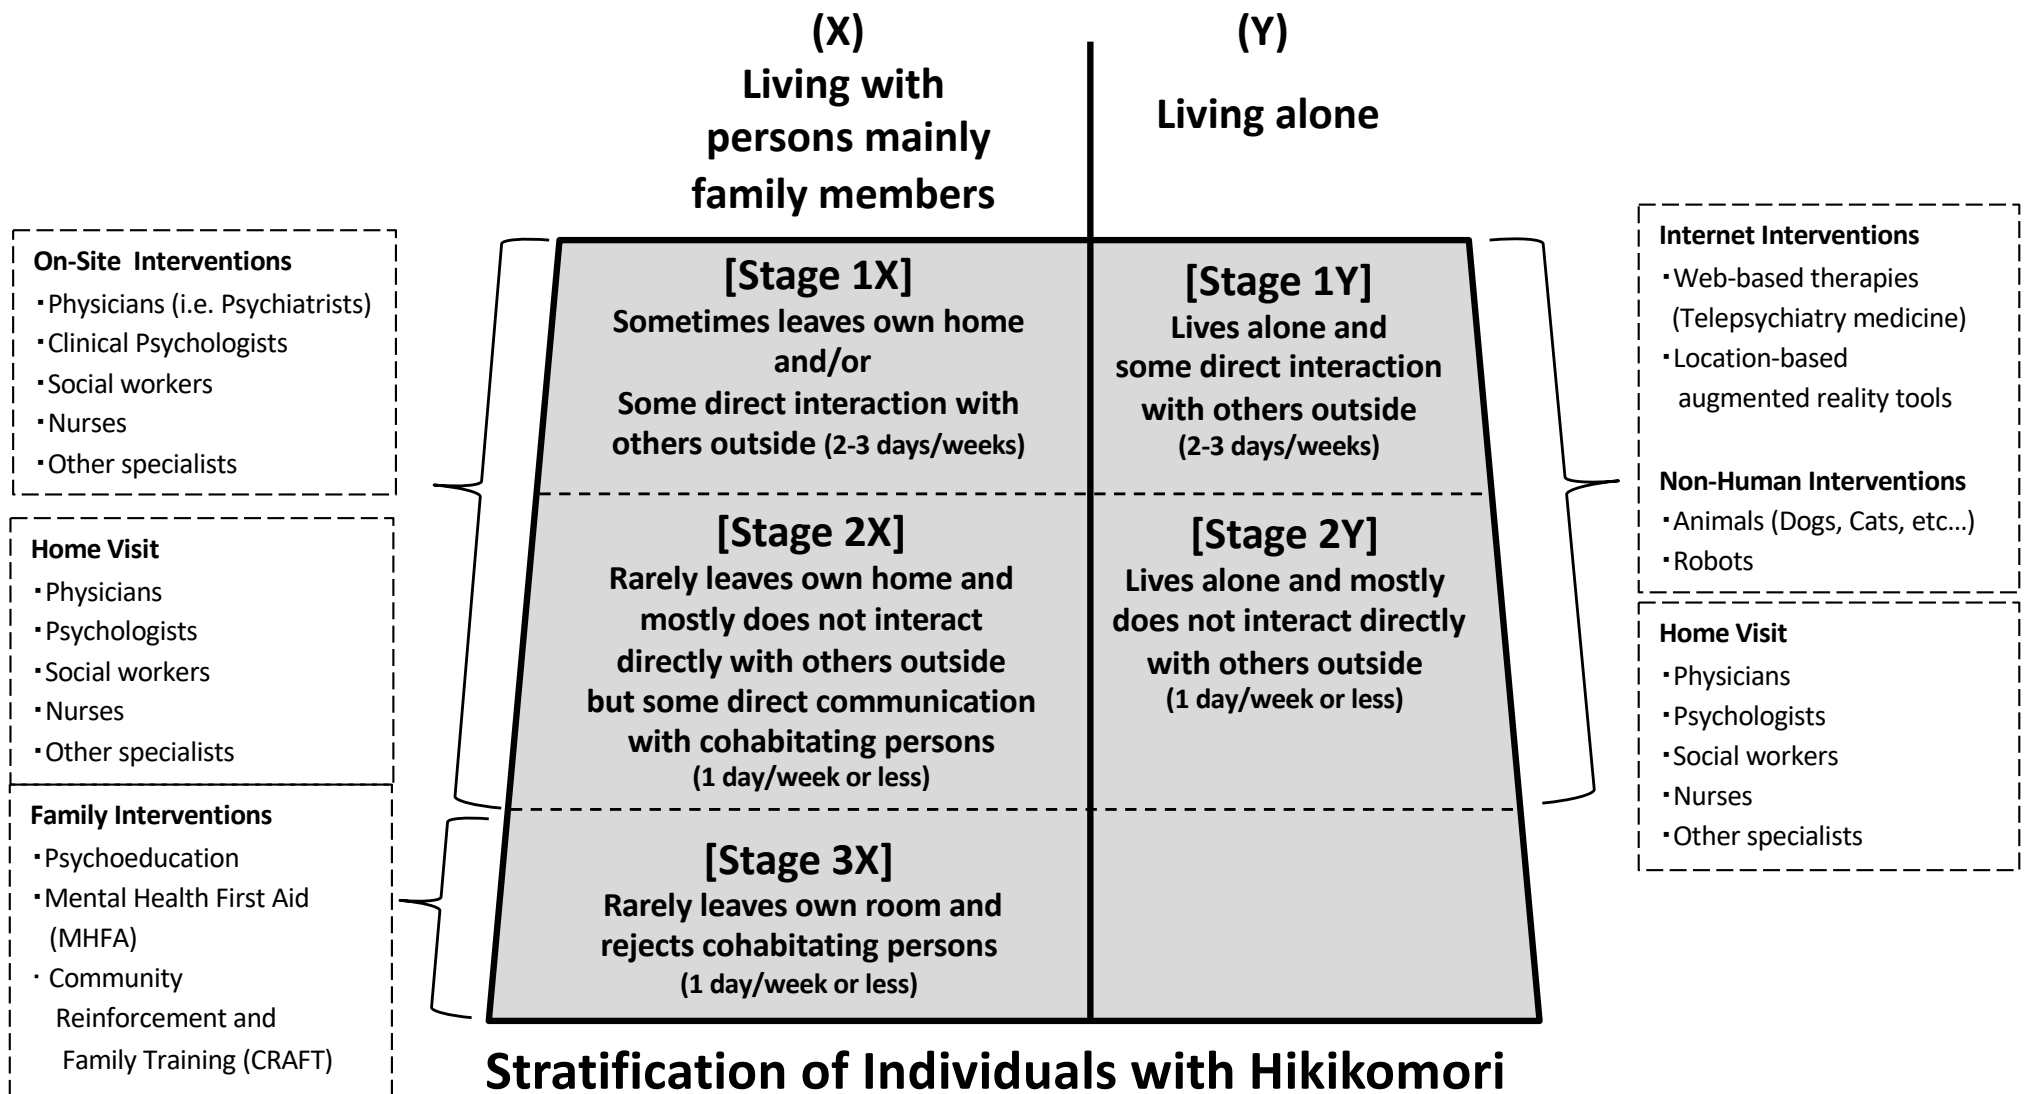 (X)
Living with
persons mainly
family members
(Y)
Living alone
On-Site Interventions
・Physicians (i.e. Psychiatrists)
・Clinical Psychologists
・Social workers
・Nurses
・Other specialists
Home Visit
・Physicians
・Psychologists
・Social workers
・Nurses
・Other specialists
Family Interventions
・Psychoeducation
・Mental Health First Aid
(MHFA)
・Community
Reinforcement and
Family Training (CRAFT)
[Stage 1X]
Sometimes leaves own home
and/or
Some direct interaction with
others outside (2-3 days/weeks)
[Stage 2X]
Rarely leaves own home and
mostly does not interact
directly with others outside
but some direct communication
with cohabitating persons
(1 day/week or less)
[Stage 3X]
Rarely leaves own room and
rejects cohabitating persons
(1 day/week or less)
[Stage 1Y]
Lives alone and
some direct interaction
with others outside
(2-3 days/weeks)
[Stage 2Y]
Lives alone and mostly
does not interact directly
with others outside
(1 day/week or less)
Internet Interventions
・Web-based therapies
(Telepsychiatry medicine)
・Location-based
augmented reality tools
Non-Human Interventions
・Animals (Dogs, Cats, etc…)
・Robots
Home Visit
・Physicians
・Psychologists
・Social workers
・Nurses
・Other specialists
Stratification of Individuals with Hikikomori